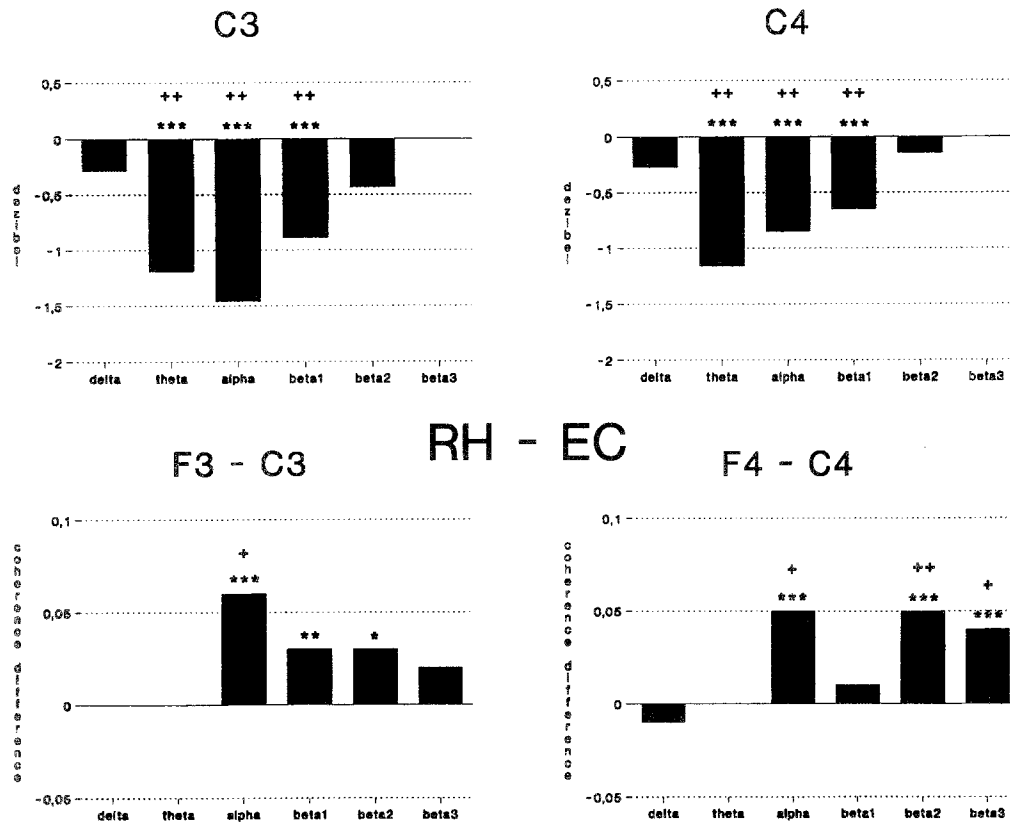 C3
C4
0,5
++ ++ ++
*** *** ***
0
-0,5
-1
-1,5
-2
dezibel
delta theta alpha beta1 beta2 beta3
0,5
++ ++ ++
*** *** ***
0
-0,5
-1
-1,5
-2
dezibel
delta theta alpha beta1 beta2 beta3
RH - EC
F3 - C3
F4 - C4
0,1
+
***
0,05
** *
0
-0,05
coherence difference
delta theta alpha beta1 beta2 beta3
0,1
+ ++ +
*** *** ***
0,05
0
-0,05
coherence difference
delta theta alpha beta1 beta2 beta3